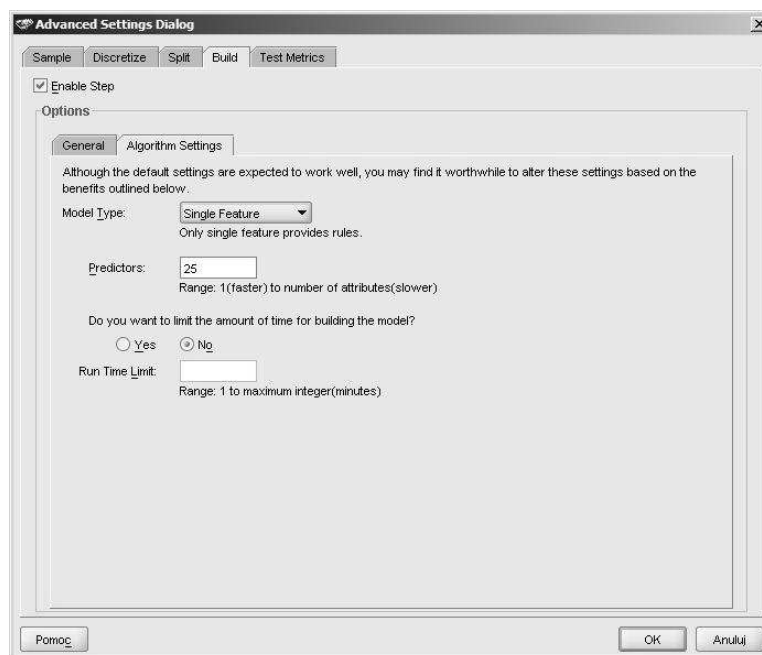 Advanced Settings Dialog
Sample Discretize Split Build Test Metrics
Enable Step
Options
General Algorithm Settings
Although the default settings are expected to work well, you may find it worthwhile to alter these settings based on the
benefits outlined below.
Model Type: Single Feature
Only single feature provides rules.
Predictors: 25
Range: 1(faster) to number of attributes(slower)
Do you want to limit the amount of time for building the model?
Yes No
Run Time Limit:
Range: 1 to maximum integer(minutes)
Pomoc OK Anuluj